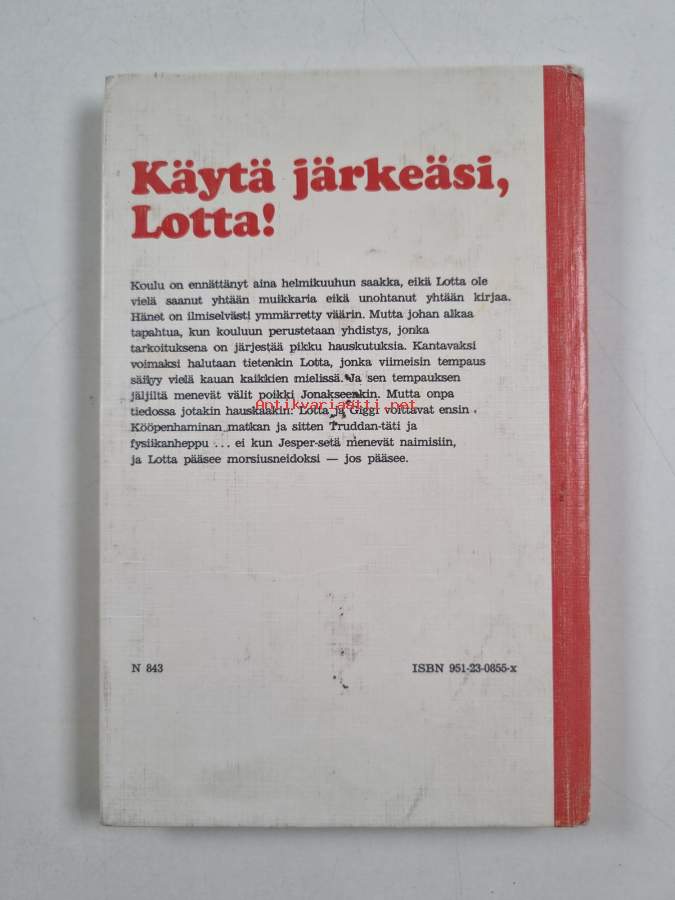 Käytä järkeäsi,
Lotta!
Koulu on ennättänyt aina helmikuuhun saakka, eikä Lotta ole
vielä saanut yhtään muikkaria eikä unohtanut yhtään kirjaa.
Hänet on ilmiselvästi ymmärretty väärin. Mutta johan alkaa
tapahtua, kun kouluun perustetaan yhdistys, jonka
tarkoituksena on järjestää pikku hauskutuksia. Kantavaksi
voimaksi halutaan tietenkin Lotta, jonka viimeisin tempaus
säilyy vielä kauan kaikkien mielissä. Ja sen tempauksen
jäljiltä menevät välit poikki Jonakseenkin. Mutta onpa
Antikvariaatti.net
tiedossa jotakin hauskaakin: Lotta ja Giggi voittavat ensin
Kööpenhaminan matkan ja sitten Truddan-täti ja
fysiikanheppu ... ei kun Jesper-setä menevät naimisiin,
ja Lotta pääsee morsiusneidoksi — jos pääsee.
N 843
ISBN 951-23-0855-x